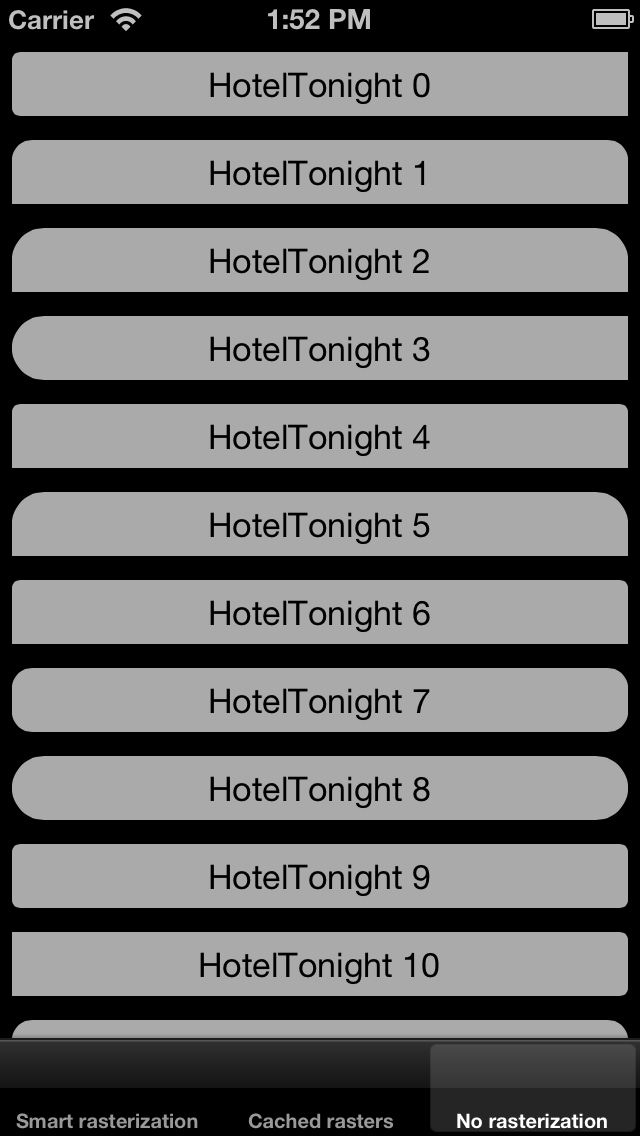 Carrier 1:52 PM
HotelTonight 0
HotelTonight 1
HotelTonight 2
HotelTonight 3
HotelTonight 4
HotelTonight 5
HotelTonight 6
HotelTonight 7
HotelTonight 8
HotelTonight 9
HotelTonight 10
Smart rasterization Cached rasters No rasterization